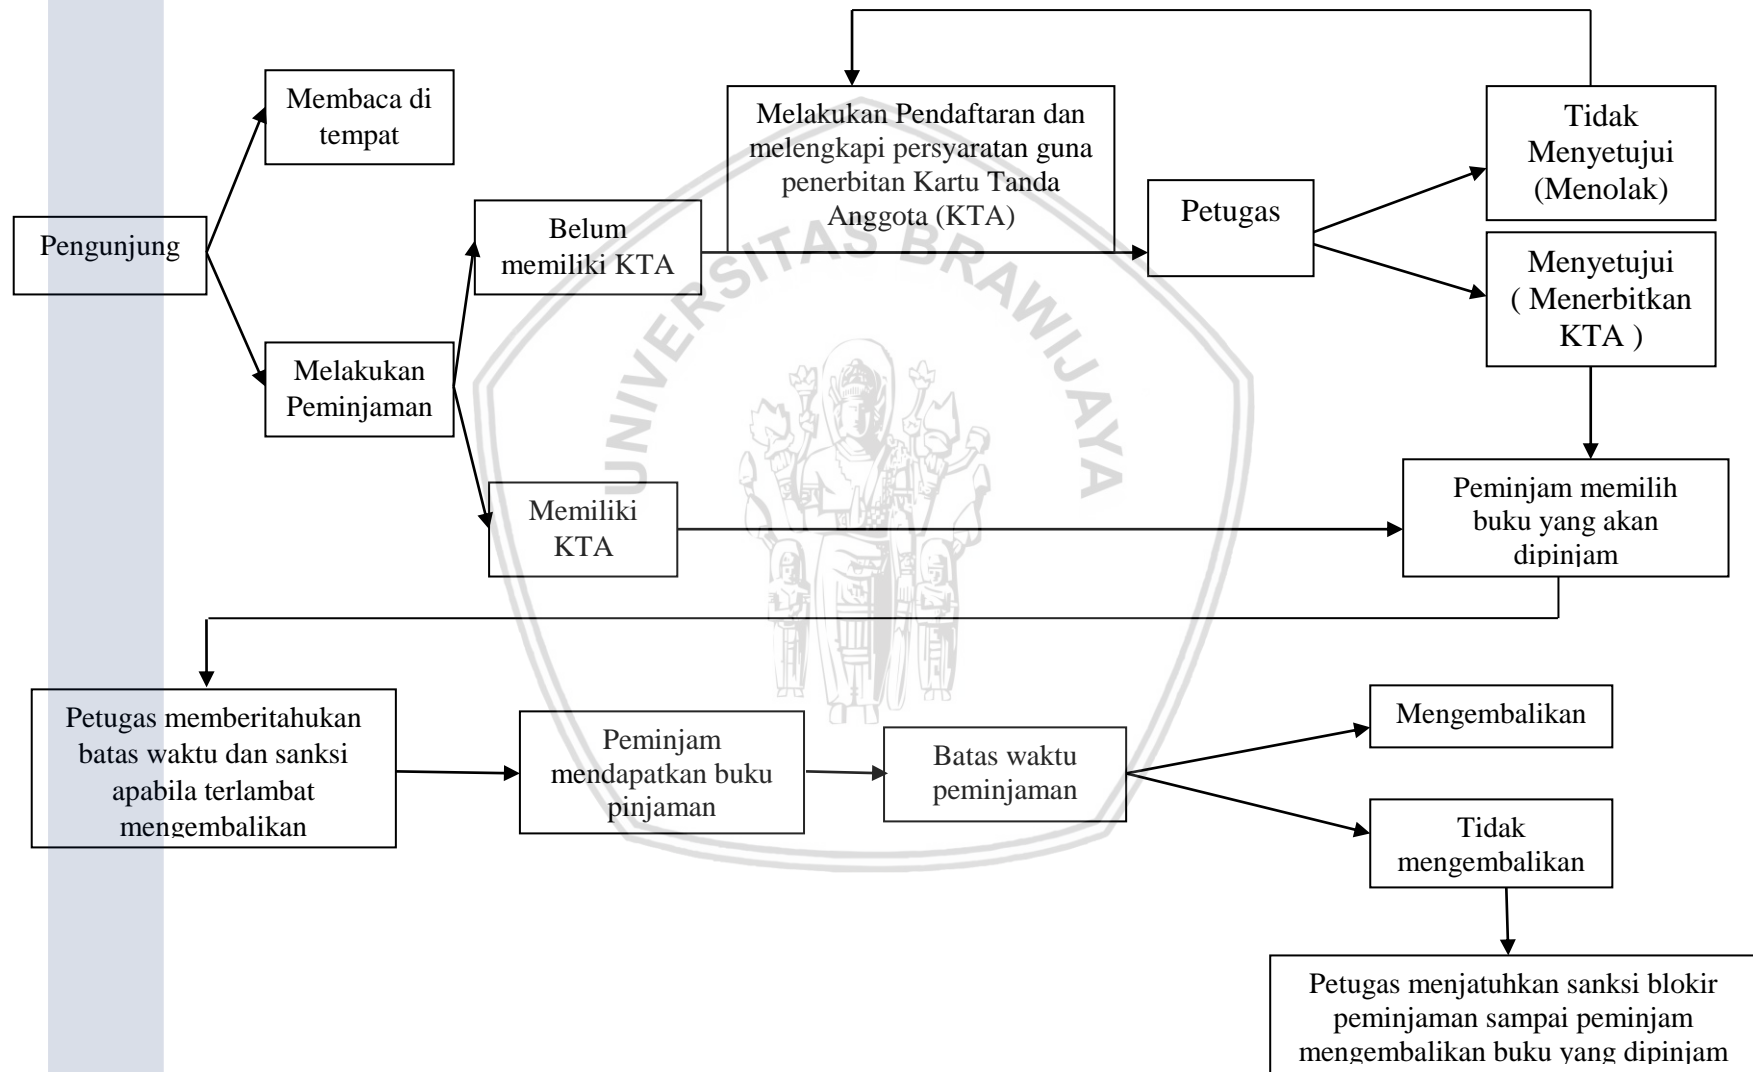 Membaca di
tempat
Pengunjung
Melakukan
Peminjaman
Belum
memiliki KTA
Memiliki
KTA
Melakukan Pendaftaran dan
melengkapi persyaratan guna
penerbitan Kartu Tanda
Anggota (KTA)
Petugas
Tidak
Menyetujui
(Menolak)
Menyetujui
( Menerbitkan
KTA )
Peminjam memilih
buku yang akan
dipinjam
UNIVERSITAS BRAWIJAYA
Petugas memberitahukan
batas waktu dan sanksi
apabila terlambat
mengembalikan
Peminjam
mendapatkan buku
pinjaman
Batas waktu
peminjaman
Mengembalikan
Tidak
mengembalikan
Petugas menjatuhkan sanksi blokir
peminjaman sampai peminjam
mengembalikan buku yang dipinjam